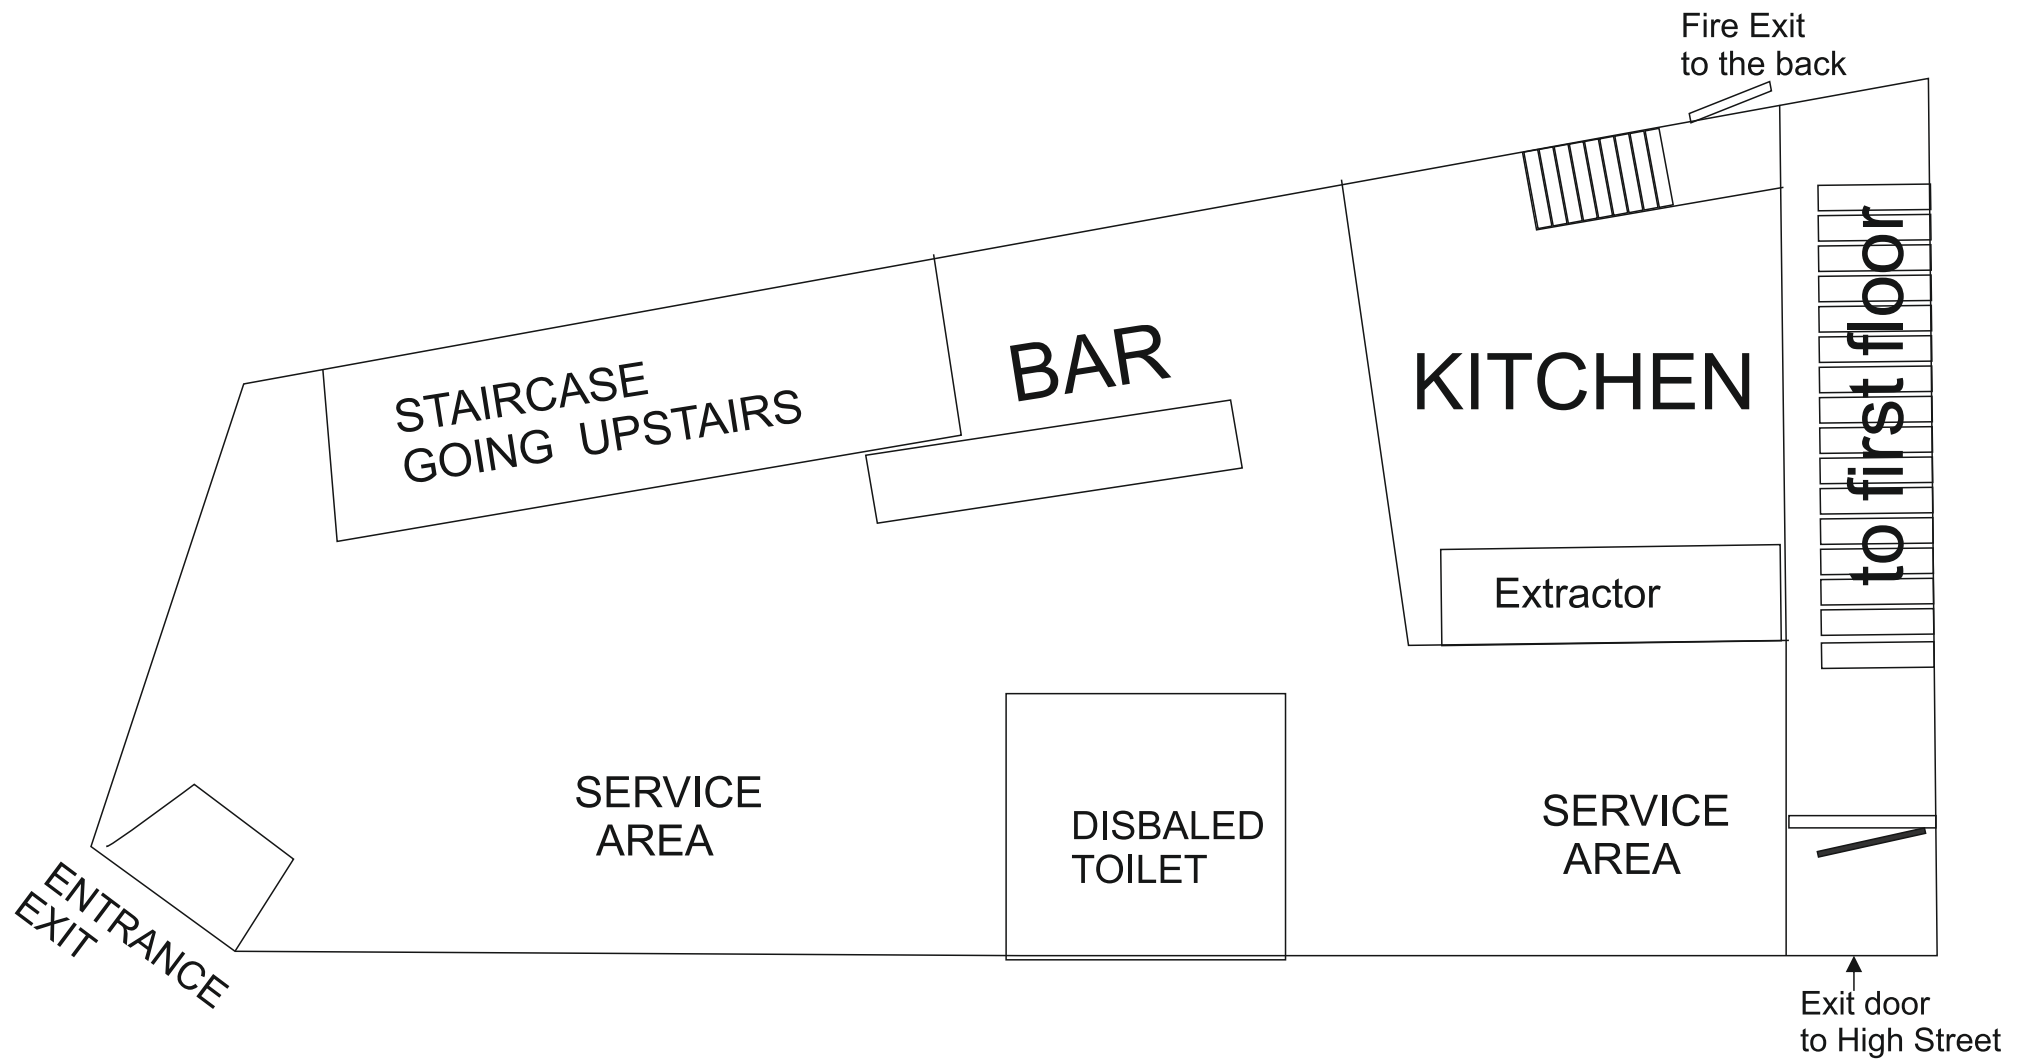 Fire Exit
to the back
STAIRCASE
GOING UPSTAIRS
BAR
KITCHEN
to first floor
Extractor
SERVICE
AREA
DISBALED
TOILET
SERVICE
AREA
ENTRANCE
EXIT
Exit door
to High Street